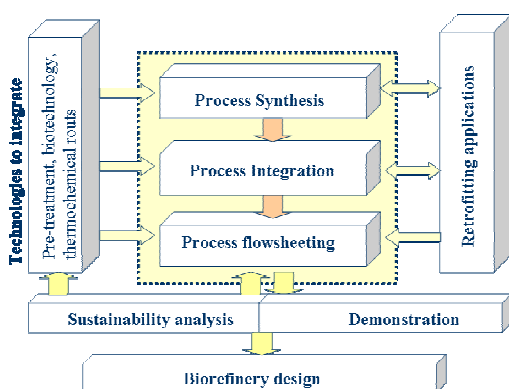 Technologies to integrate
Pre-treatment, biotechnology,
thermochemical routs
Process Synthesis
Process Integration
Process flowsheeting
Retrofitting applications
Sustainability analysis
Demonstration
Biorefinery design